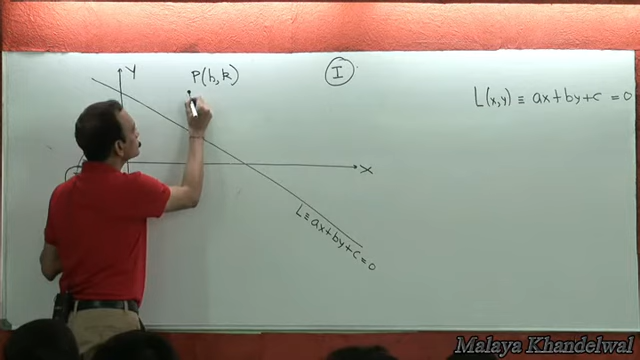 Y
P(h, k)
I
L(x,y) ≡ ax+by+c = 0
X
L ≡ ax+by+c = 0
Malaya Khandelwal